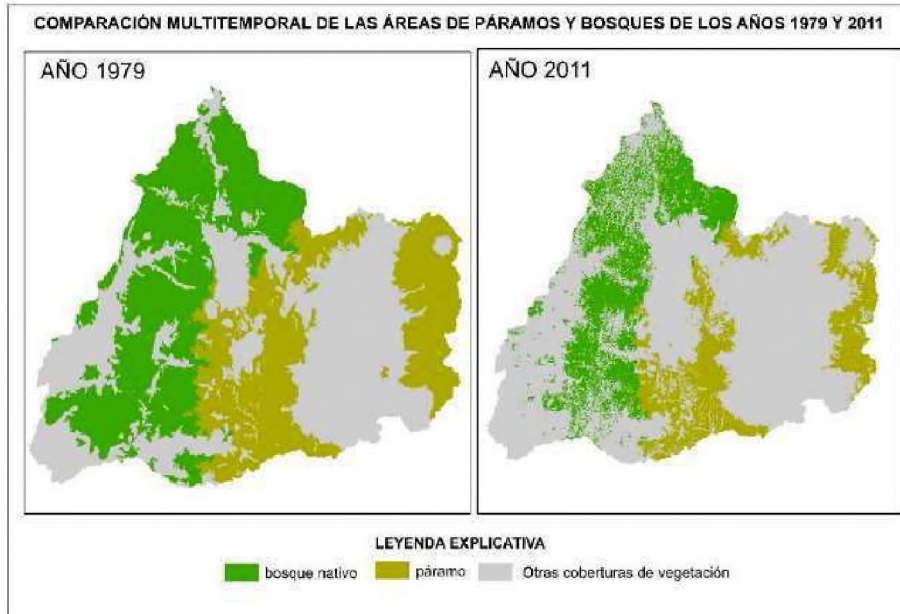 COMPARACIÓN MULTITEMPORAL DE LAS ÁREAS DE PÁRAMOS Y BOSQUES DE LOS AÑOS 1979 Y 2011
AÑO 1979
AÑO 2011
LEYENDA EXPLICATIVA
bosque nativo páramo Otras coberturas de vegetación